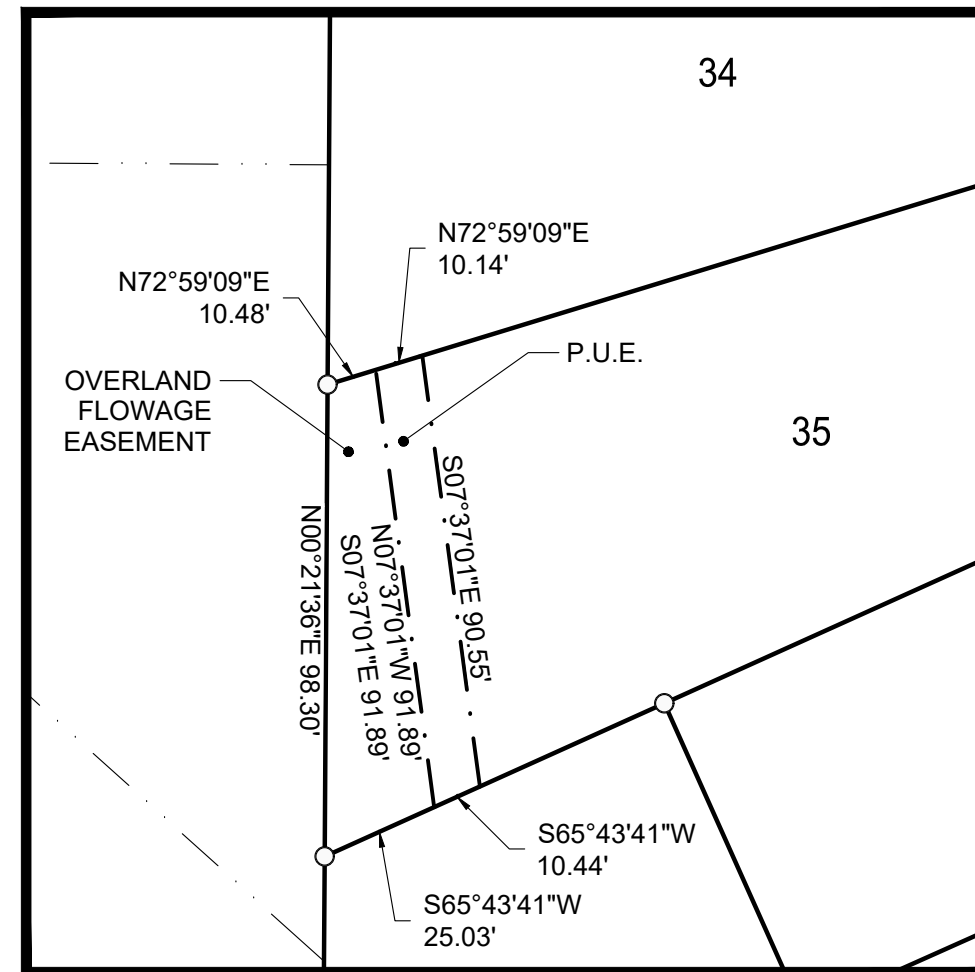 34
N72°59'09"E
10.14'
N72°59'09"E
10.48'
P.U.E.
OVERLAND
FLOWAGE
EASEMENT
35
N00°21'36"E 98.30'
S07°37'01"E 91.89'
N07°37'01"W 91.89'
S07°37'01"E 90.55'
S65°43'41"W
10.44'
S65°43'41"W
25.03'